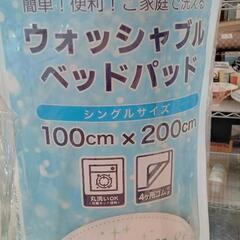 簡単！便利！ご家庭で洗える
ウォッシャブル
ベッドパッド
シングルサイズ
100cm×200cm
丸洗いOK
4ヶ所ゴム